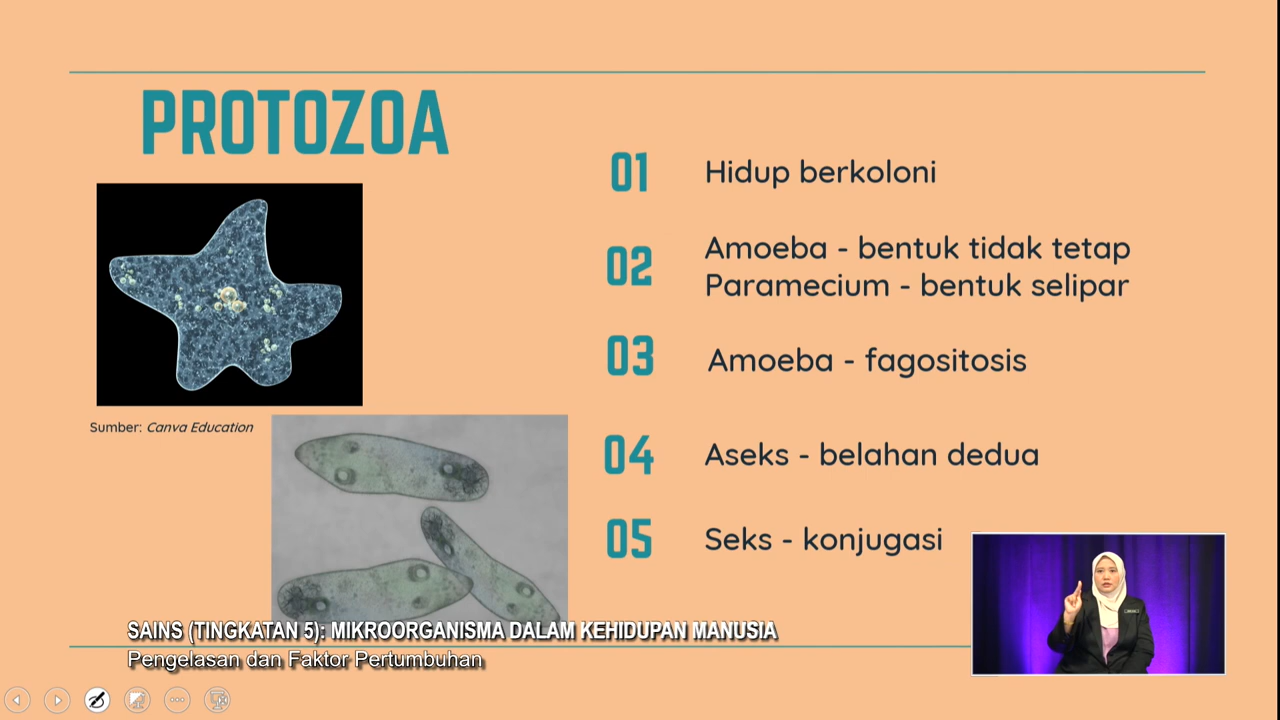 PROTOZOA
01 Hidup berkoloni
02 Amoeba - bentuk tidak tetap
Paramecium - bentuk selipar
03 Amoeba - fagositosis
04 Aseks - belahan dedua
05 Seks - konjugasi
Sumber: Canva Education
SAINS (TINGKATAN 5): MIKROORGANISMA DALAM KEHIDUPAN MANUSIA
Pengelasan dan Faktor Pertumbuhan